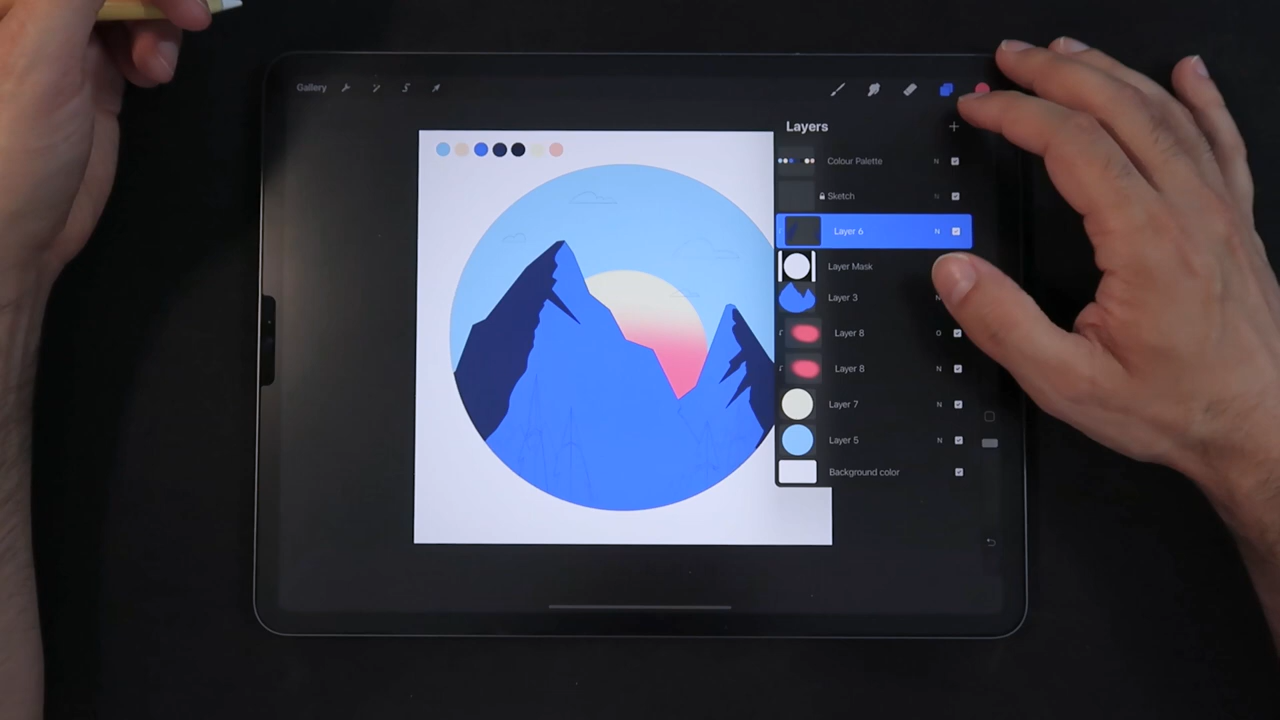 Gallery
Layers
Colour Palette N
Sketch N
Layer 6 N
Layer Mask
Layer 3 N
Layer 8 O
Layer 8 N
Layer 7 N
Layer 5 N
Background color